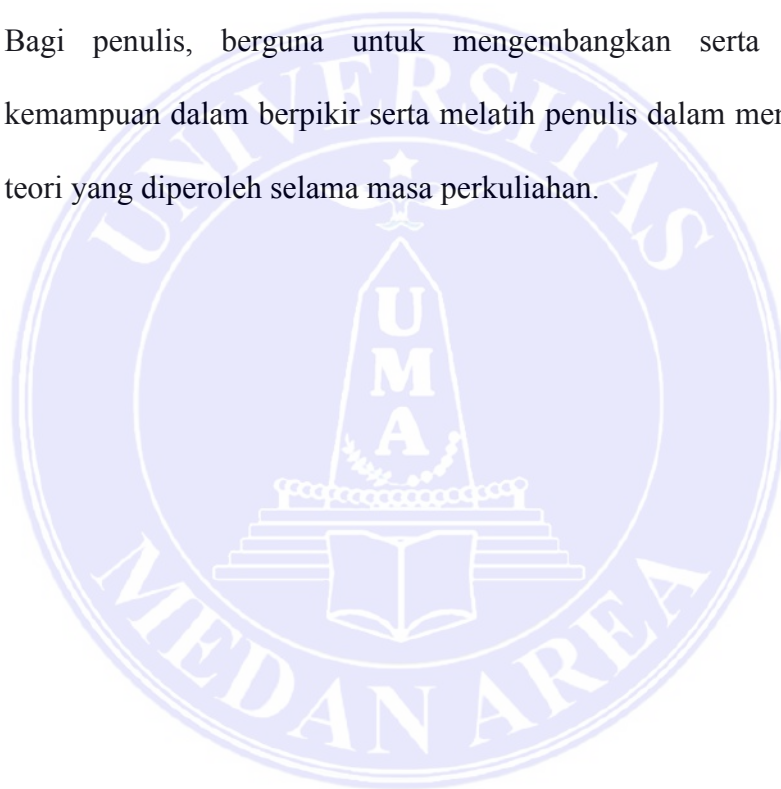 Bagi penulis, berguna untuk mengembangkan serta
kemampuan dalam berpikir serta melatih penulis dalam
teori yang diperoleh selama masa perkuliahan.
UNIVERSITAS
UMA
MEDAN AREA